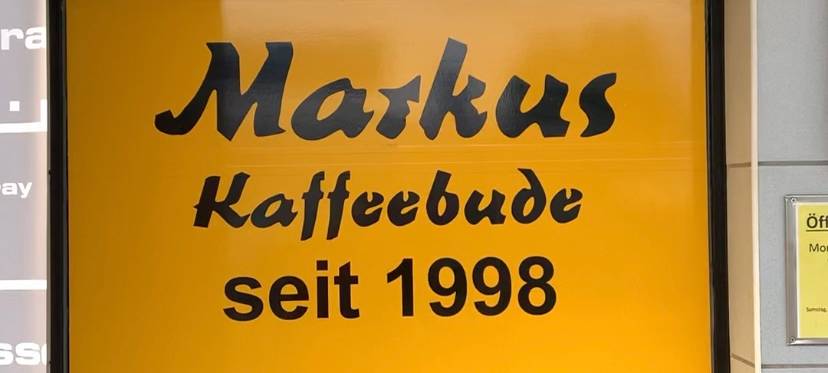 Markus
Kaffeebude
seit 1998